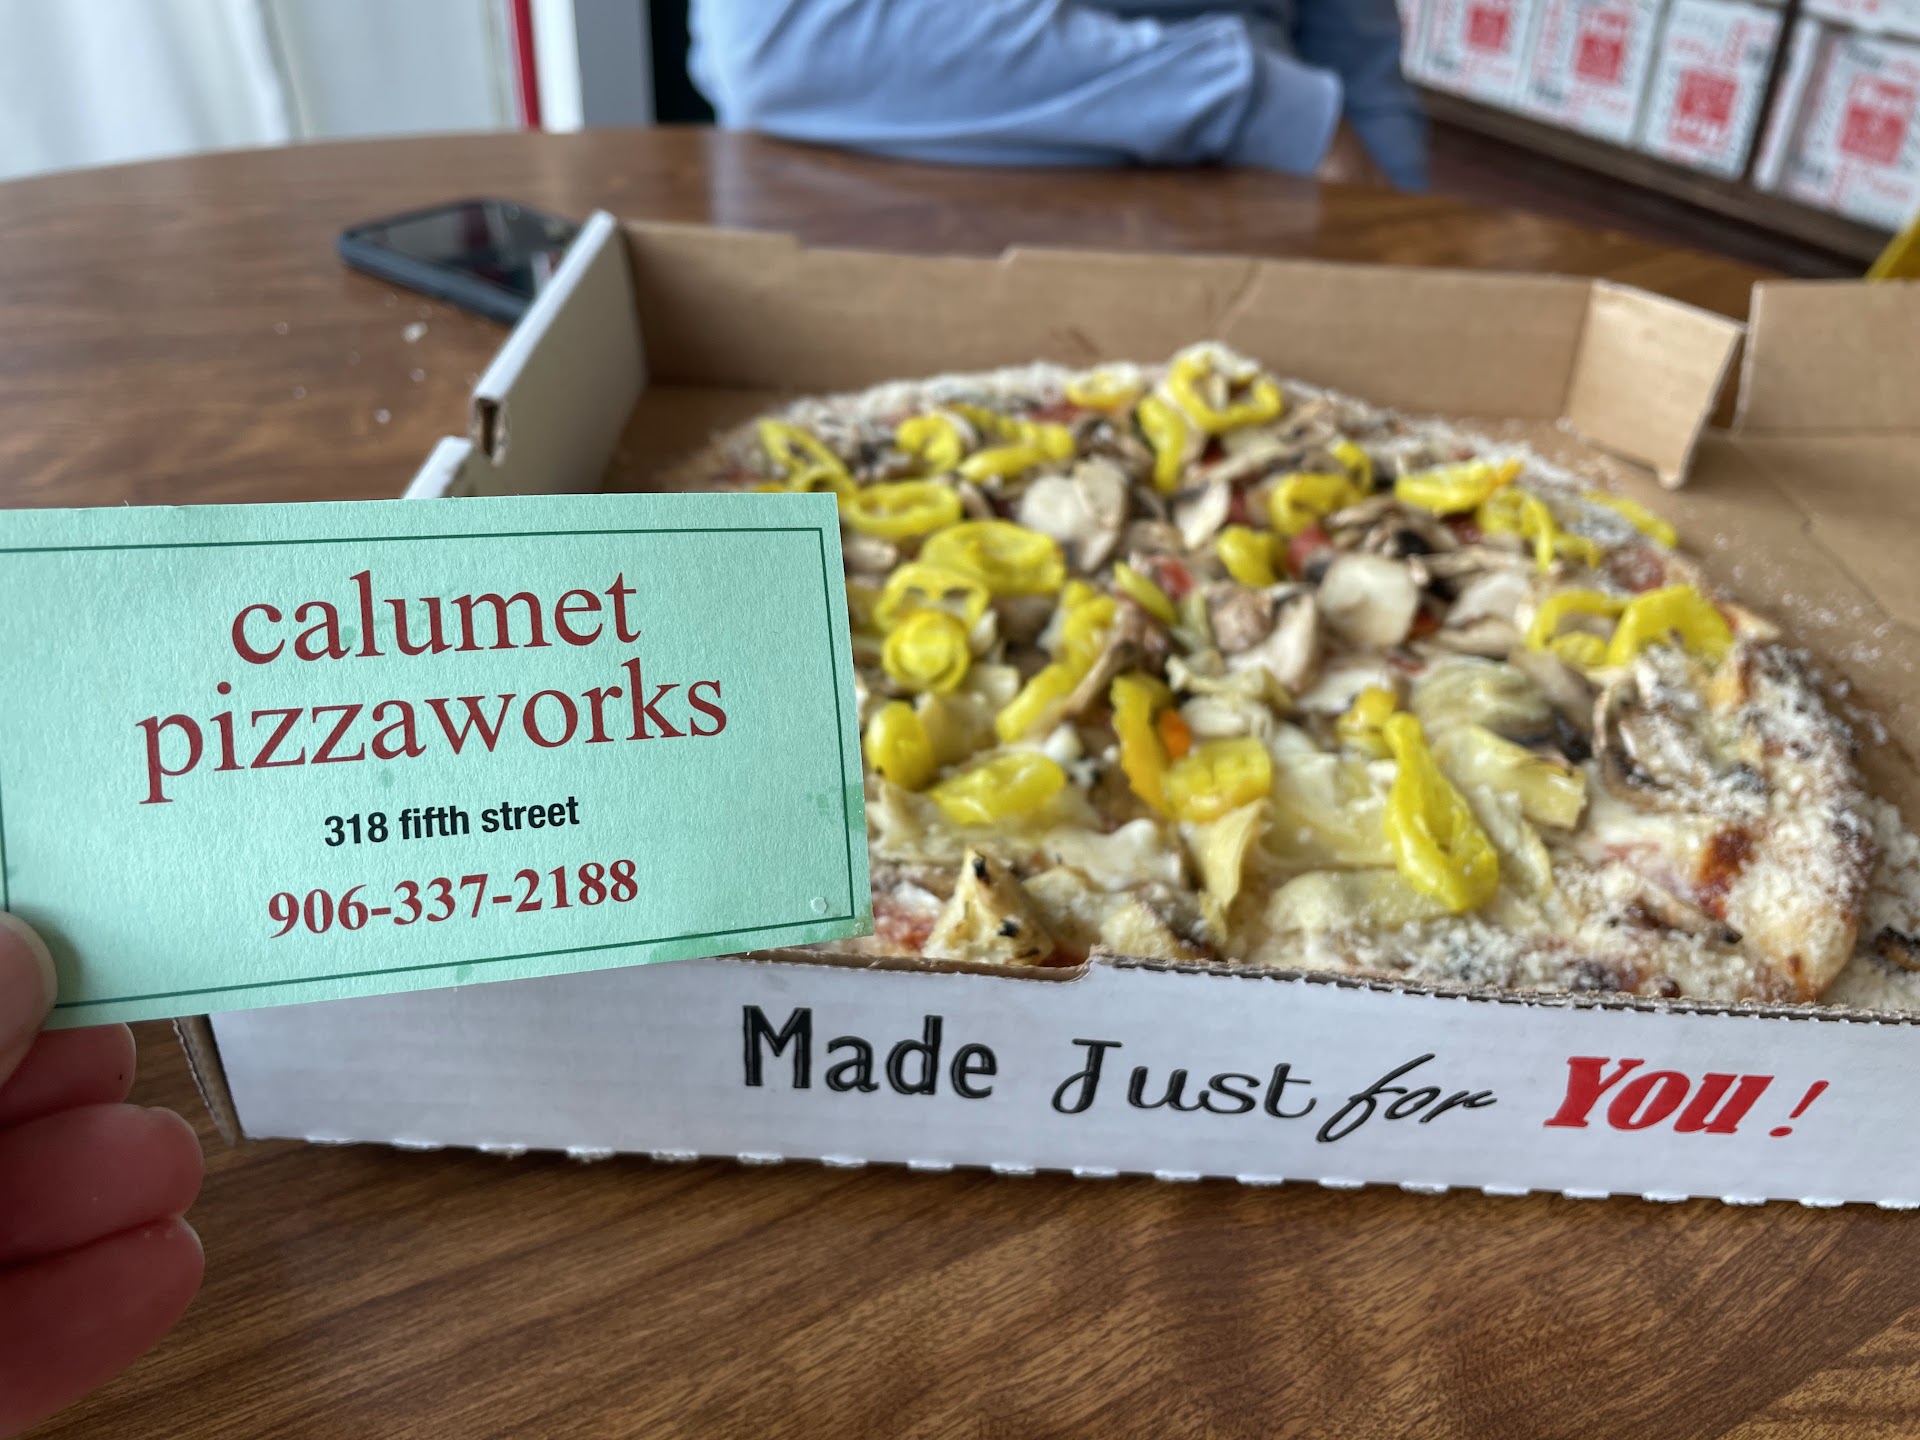 calumet
pizzaworks
318 fifth street
906-337-2188
Made Just for You!